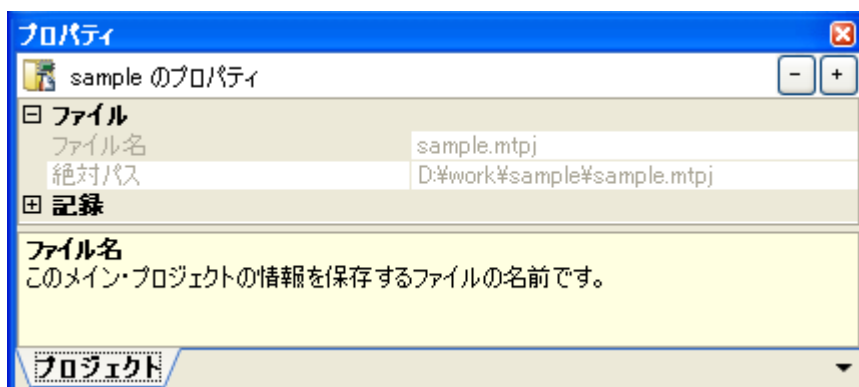 プロパティ
sample のプロパティ
- +
ファイル
ファイル名 sample.mtpj
絶対パス D:¥work¥sample¥sample.mtpj
記録
ファイル名
このメイン・プロジェクトの情報を保存するファイルの名前です。
プロジェクト